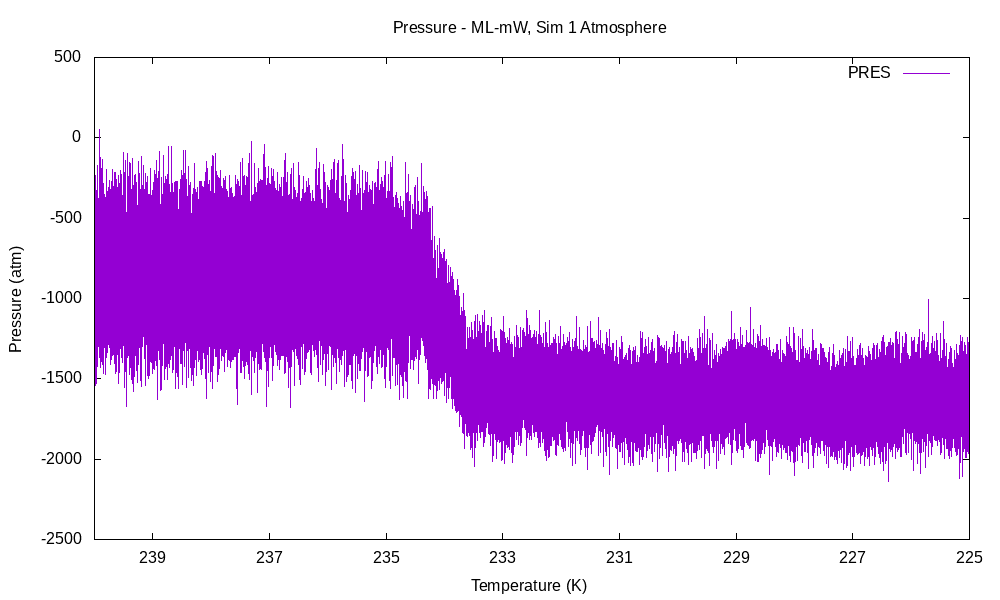 Pressure - ML-mW, Sim 1 Atmosphere
500
PRES
0
-500
-1000
-1500
-2000
-2500
Pressure (atm)
239 237 235 233 231 229 227 225
Temperature (K)